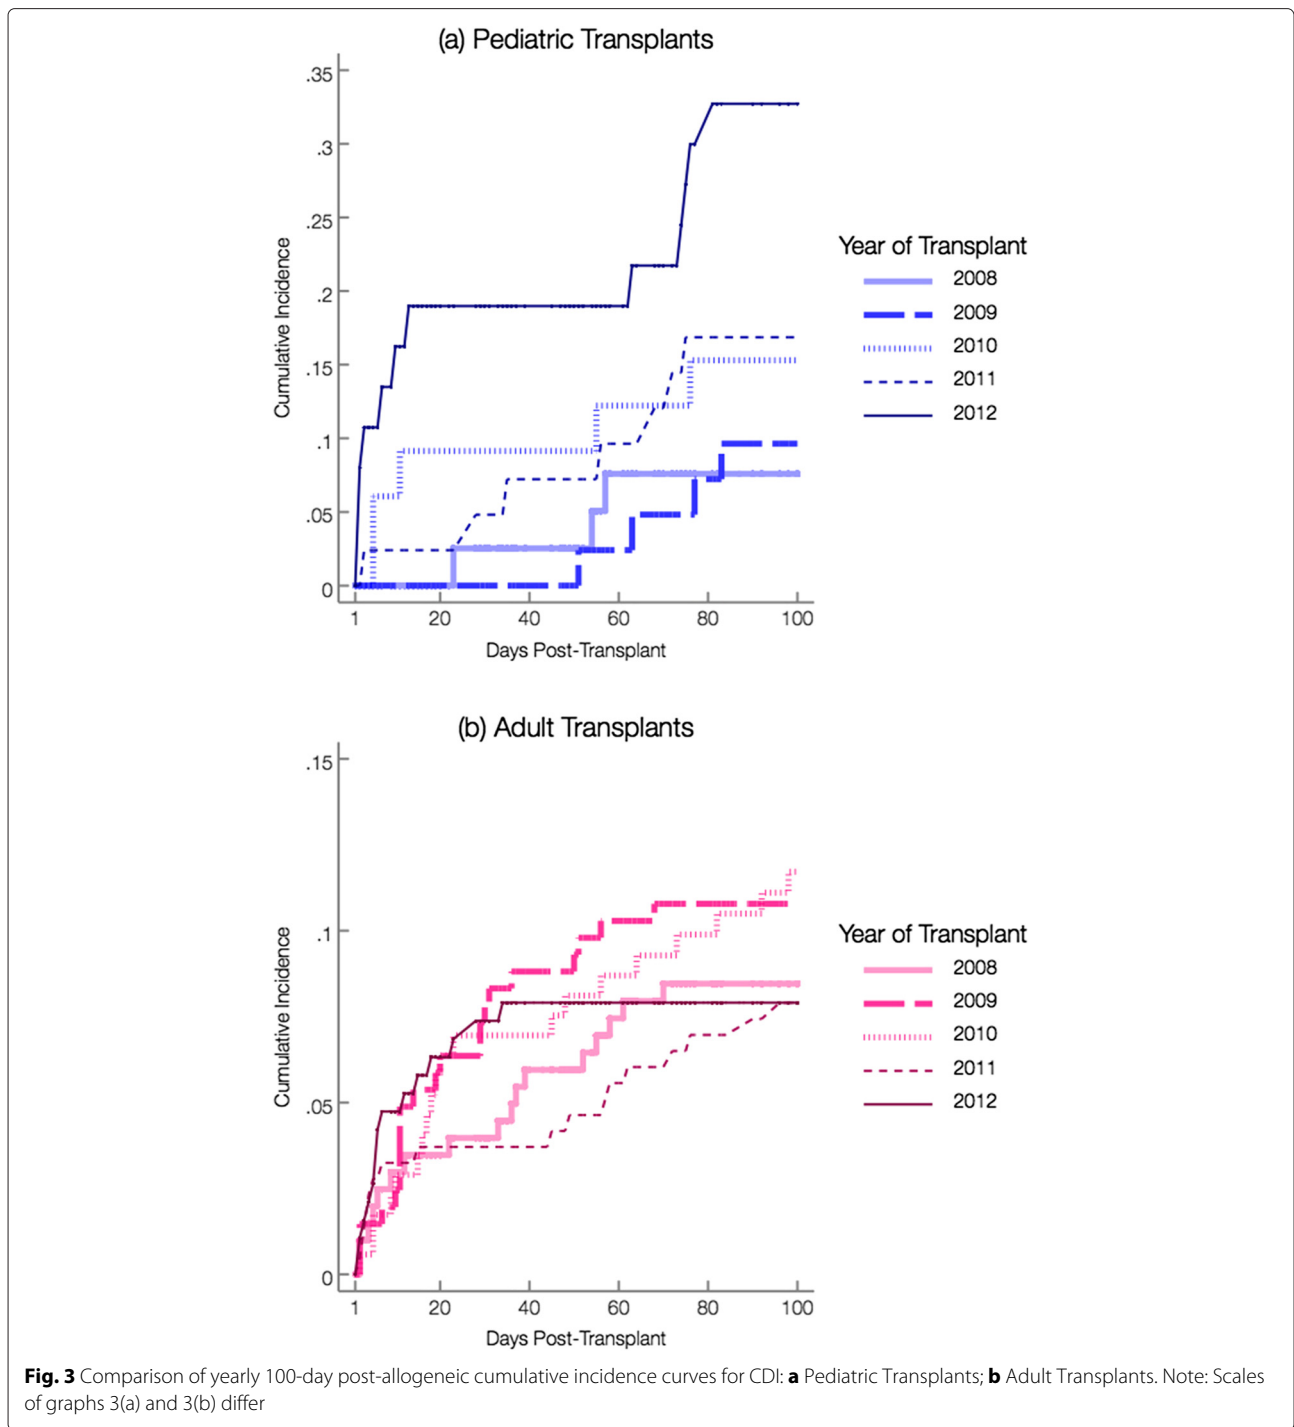 (a) Pediatric Transplants
.35
.3
.25
.2
.15
.1
.05
0
Cumulative Incidence
1 20 40 60 80 100
Days Post-Transplant
Year of Transplant
2008
2009
2010
2011
2012
(b) Adult Transplants
.15
.1
.05
0
Cumulative Incidence
1 20 40 60 80 100
Days Post-Transplant
Year of Transplant
2008
2009
2010
2011
2012
Fig. 3 Comparison of yearly 100-day post-allogeneic cumulative incidence curves for CDI: a Pediatric Transplants; b Adult Transplants. Note: Scales
of graphs 3(a) and 3(b) differ